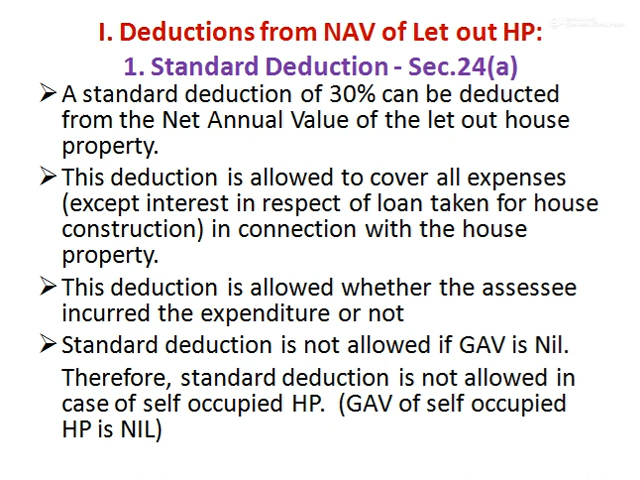 I. Deductions from NAV of Let out HP:
1. Standard Deduction - Sec.24(a)
➢ A standard deduction of 30% can be deducted
from the Net Annual Value of the let out house
property.
➢ This deduction is allowed to cover all expenses
(except interest in respect of loan taken for house
construction) in connection with the house
property.
➢ This deduction is allowed whether the assessee
incurred the expenditure or not
➢ Standard deduction is not allowed if GAV is Nil.
Therefore, standard deduction is not allowed in
case of self occupied HP. (GAV of self occupied
HP is NIL)